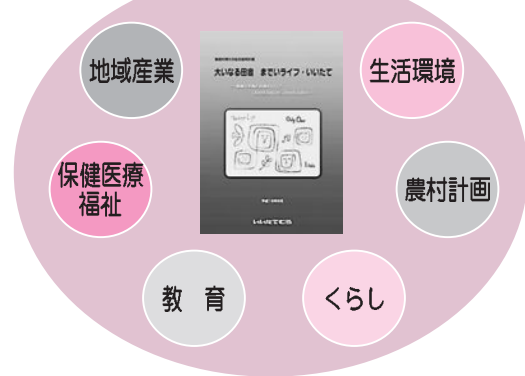 地域産業
大いなる田舎 までいライフ・いいたて
生活環境
保健医療
福祉
農村計画
いいたてむら
教 育
くらし